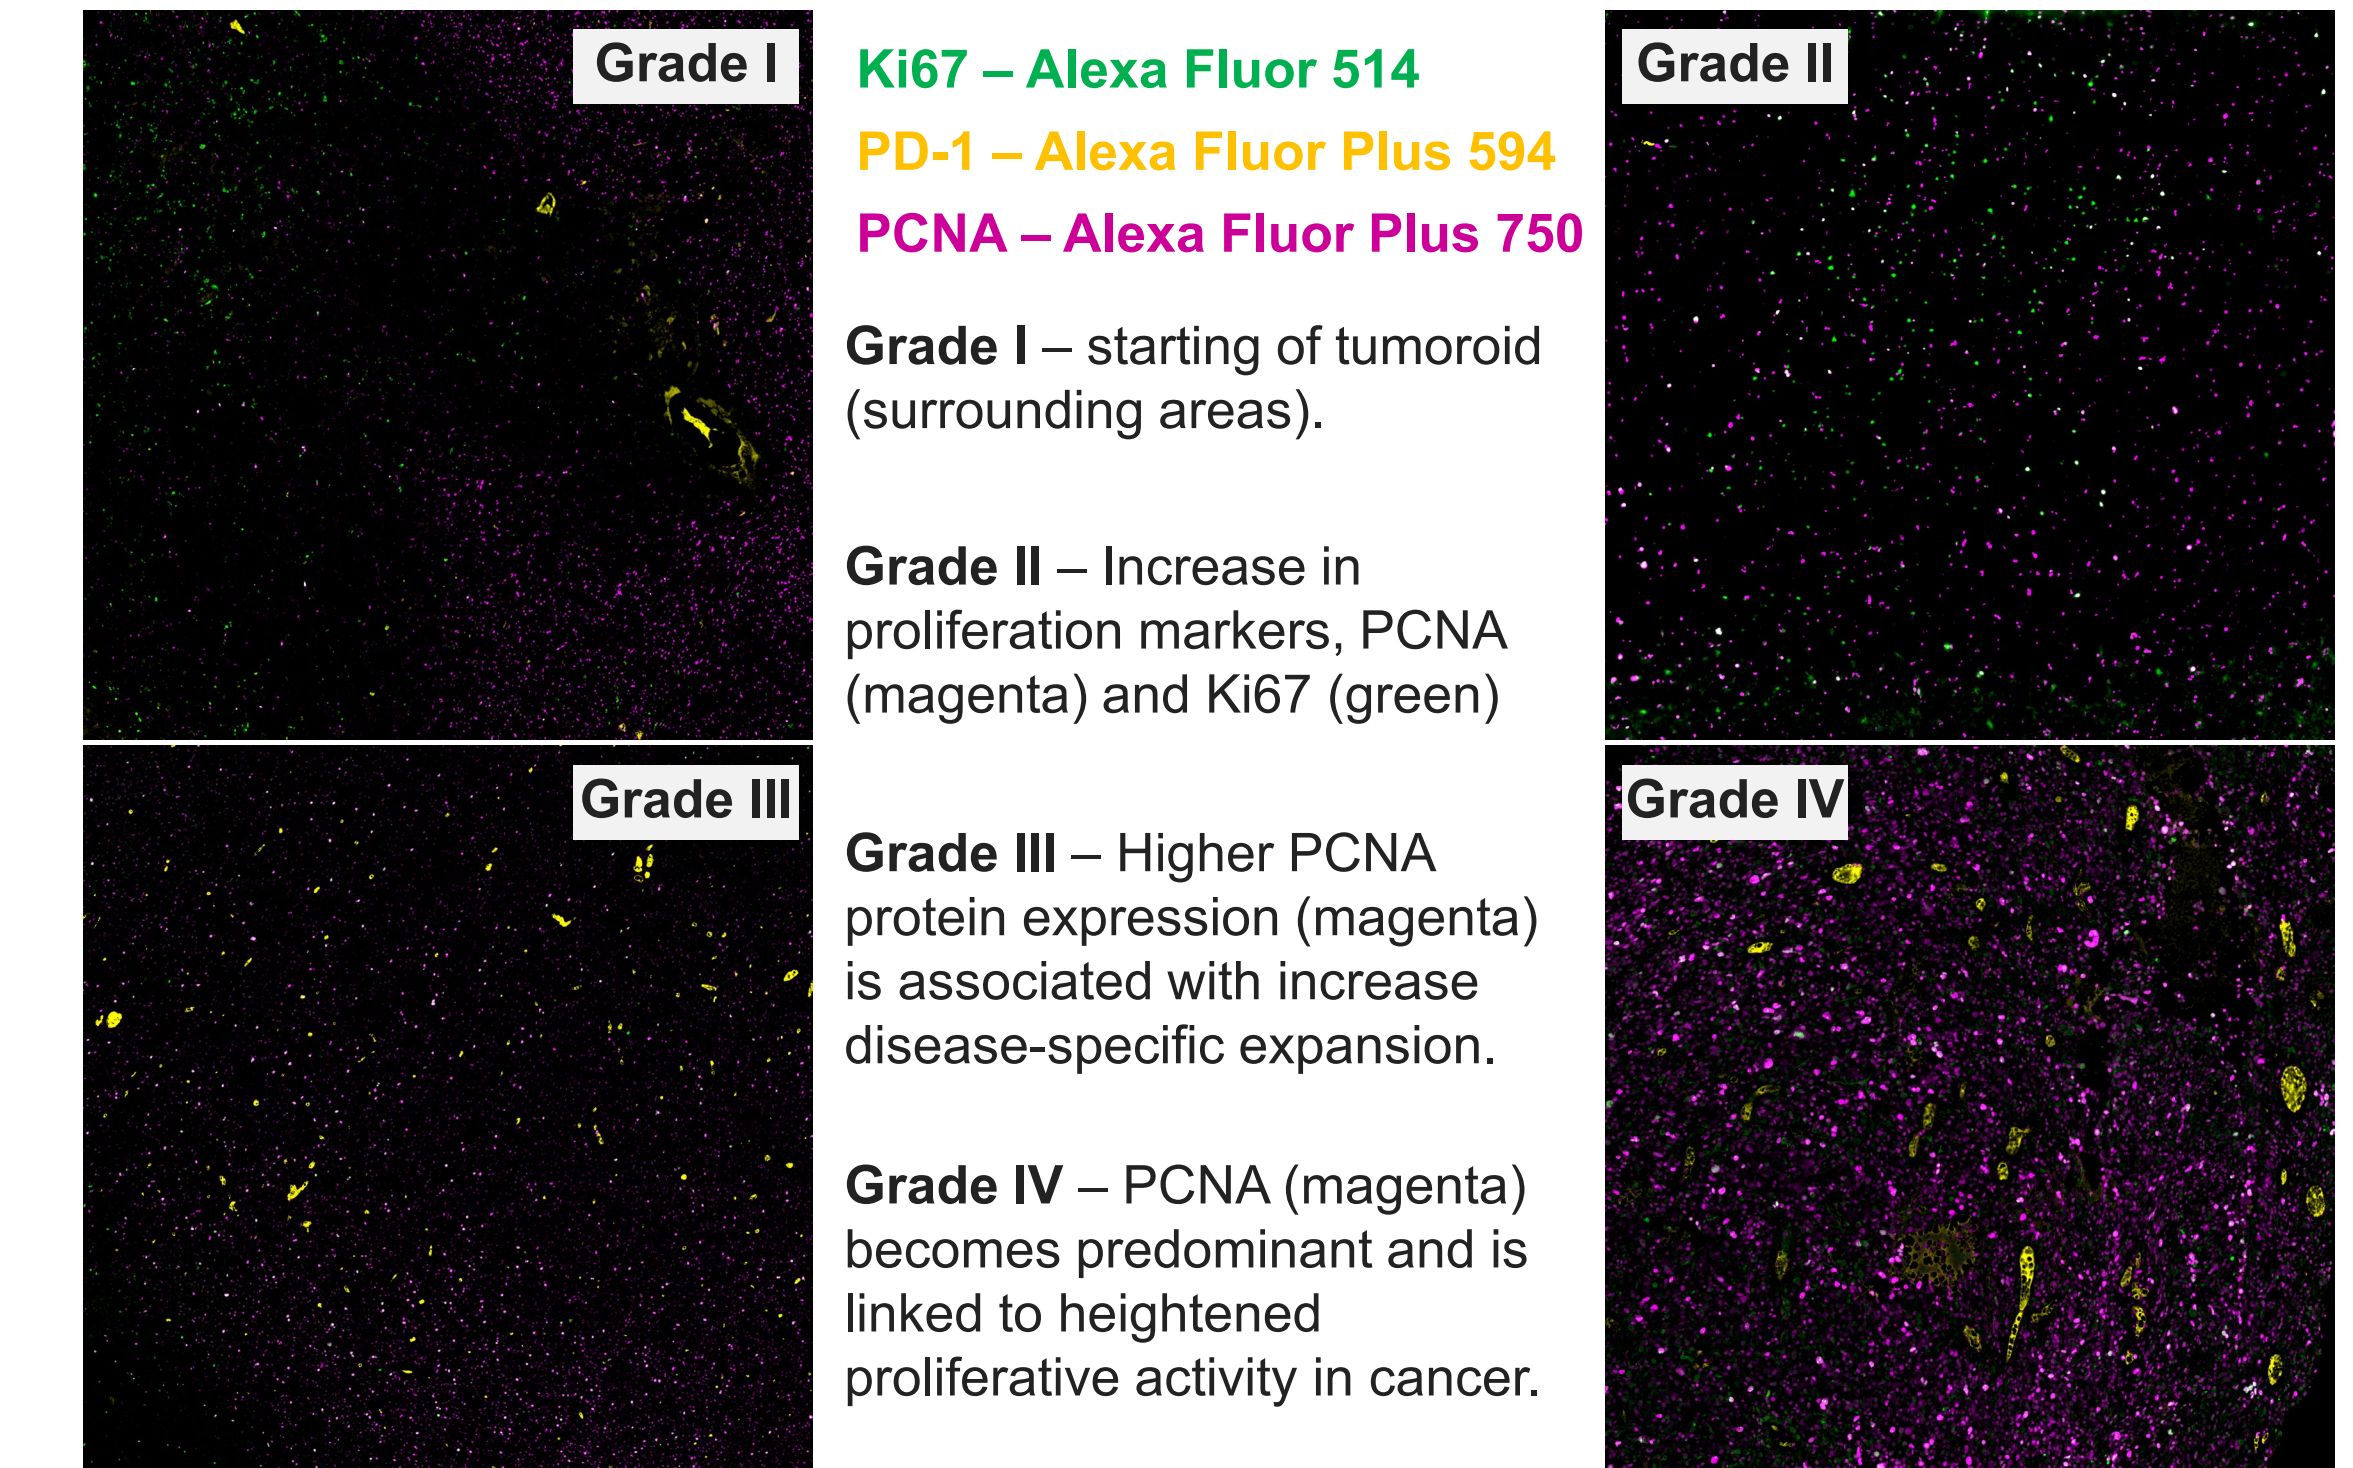 Grade I
Ki67 – Alexa Fluor 514
PD-1 – Alexa Fluor Plus 594
PCNA – Alexa Fluor Plus 750
Grade II
Grade I – starting of tumoroid
(surrounding areas).
Grade II – Increase in
proliferation markers, PCNA
(magenta) and Ki67 (green)
Grade III
Grade III – Higher PCNA
protein expression (magenta)
is associated with increase
disease-specific expansion.
Grade IV
Grade IV – PCNA (magenta)
becomes predominant and is
linked to heightened
proliferative activity in cancer.